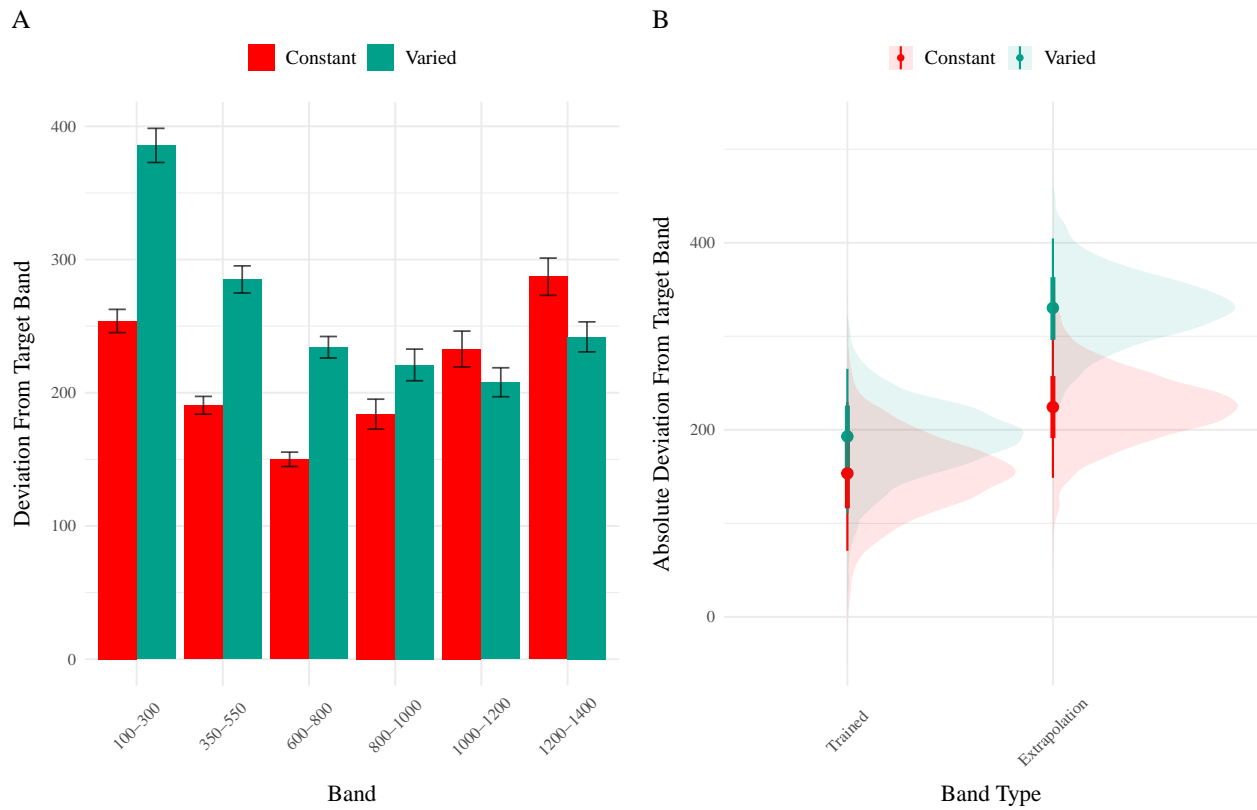 A
Constant
Varied
Deviation From Target Band
400
300
200
100
0
100–300
350–550
600–800
800–1000
1000–1200
1200–1400
Band
B
Constant
Varied
Absolute Deviation From Target Band
400
200
0
Trained
Extrapolation
Band Type